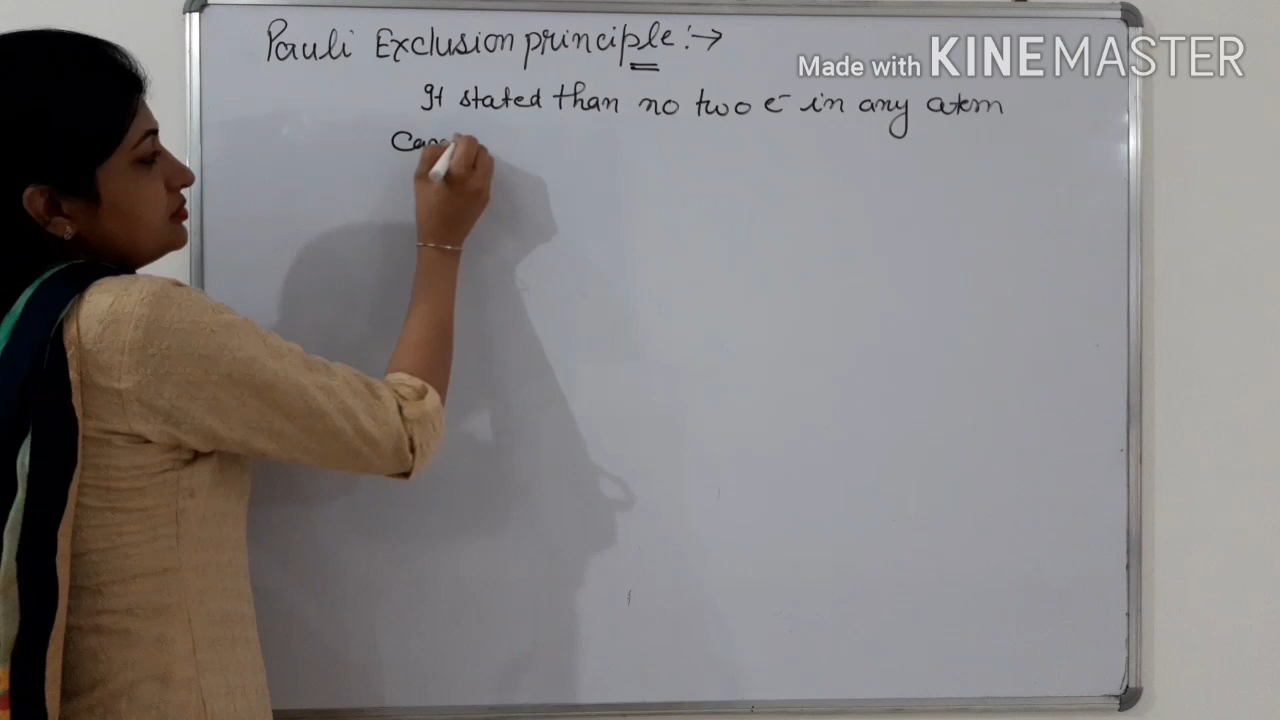 Pauli Exclusion principle :→
Made with KINEMASTER
It stated than no two e⁻ in any atom